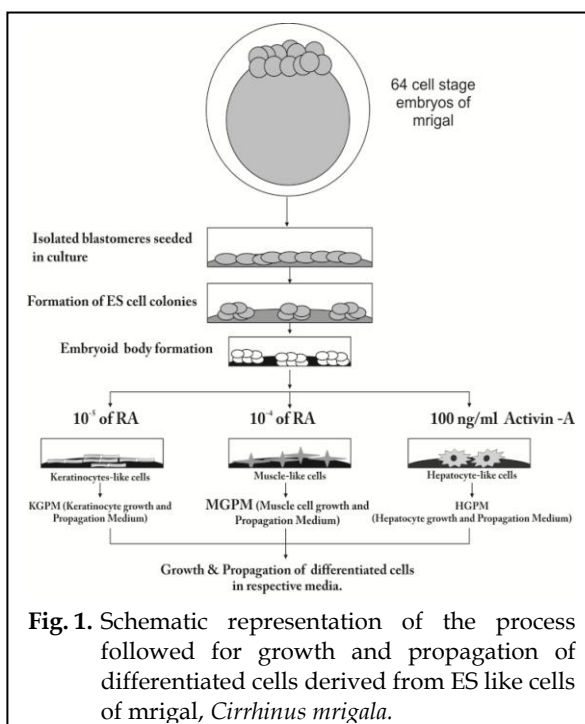 64 cell stage
embryos of
mrigal
Isolated blastomeres seeded
in culture
Formation of ES cell colonies
Embryoid body formation
10⁻⁵ of RA
10⁻⁴ of RA
100 ng/ml Activin -A
Keratinocytes-like cells
Muscle-like cells
Hepatocyte-like cells
KGPM (Keratinocyte growth and
Propagation Medium)
MGPM (Muscle cell growth and
Propagation Medium)
HGPM
(Hepatocyte growth and Propagation Medium)
Growth & Propagation of differentiated cells
in respective media.
Fig. 1. Schematic representation of the process
followed for growth and propagation of
differentiated cells derived from ES like cells
of mrigal, Cirrhinus mrigala.